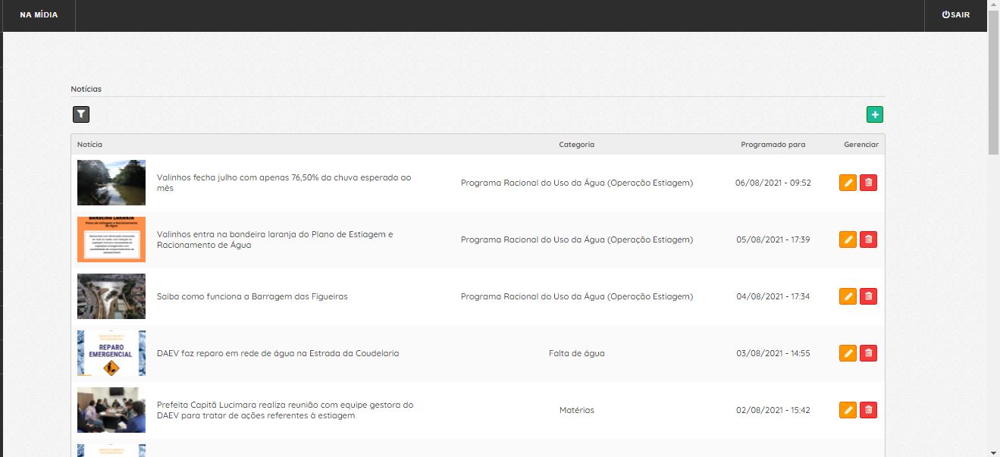 NA MÍDIA
SAIR
Notícias
Notícia Categoria Programado para Gerenciar
Valinhos fecha julho com apenas 76,50% da chuva esperada ao
mês
Programa Racional do Uso da Água (Operação Estiagem)
06/08/2021 - 09:52
BANDEIRA LARANJA
Plano de Estiagem e Racionamento
de Água
Valinhos entra na bandeira laranja do Plano de Estiagem e
Racionamento de Água
Programa Racional do Uso da Água (Operação Estiagem)
05/08/2021 - 17:39
Saiba como funciona a Barragem das Figueiras
Programa Racional do Uso da Água (Operação Estiagem)
04/08/2021 - 17:34
REPARO
EMERGENCIAL
DAEV faz reparo em rede de água na Estrada da Coudelaria
Falta de água
03/08/2021 - 14:55
Prefeita Capitã Lucimara realiza reunião com equipe gestora do
DAEV para tratar de ações referentes à estiagem
Matérias
02/08/2021 - 15:42